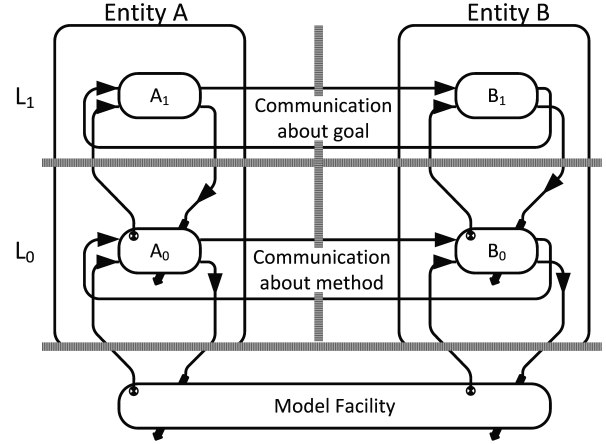 Entity A
Entity B
L₁
A₁
B₁
Communication
about goal
L₀
A₀
B₀
Communication
about method
Model Facility